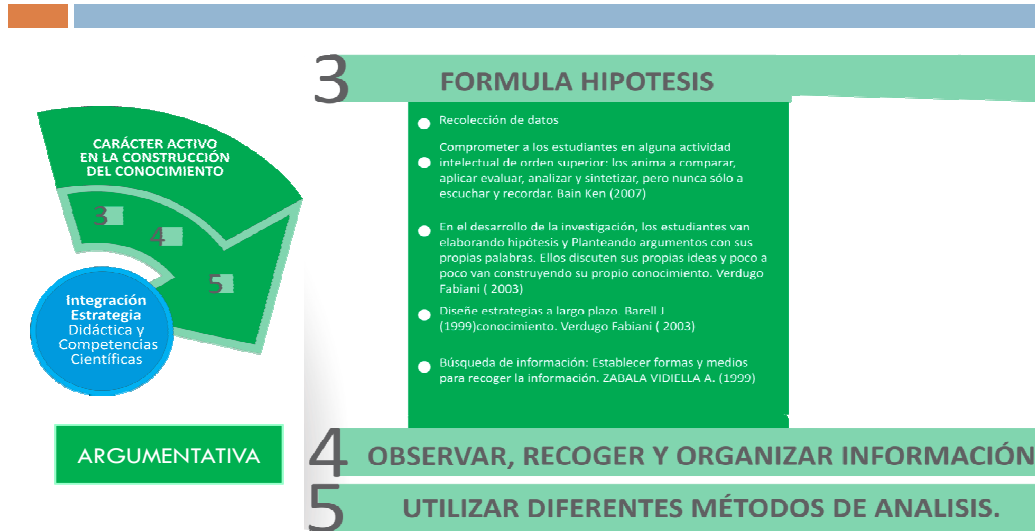 3
FORMULA HIPOTESIS
CARÁCTER ACTIVO
EN LA CONSTRUCCIÓN
DEL CONOCIMIENTO
3
4
5
Integración
Estrategia
Didáctica y
Competencias
Científicas
ARGUMENTATIVA
Recolección de datos
Comprometer a los estudiantes en alguna actividad
intelectual de orden superior: los anima a comparar,
aplicar evaluar, analizar y sintetizar, pero nunca sólo a
escuchar y recordar. Bain Ken (2007)
En el desarrollo de la investigación, los estudiantes van
elaborando hipótesis y Planteando argumentos con sus
propias palabras. Ellos discuten sus propias ideas y poco a
poco van construyendo su propio conocimiento. Verdugo
Fabiani ( 2003)
Diseñe estrategias a largo plazo. Barell J
(1999)conocimiento. Verdugo Fabiani ( 2003)
Búsqueda de información: Establecer formas y medios
para recoger la información. ZABALA VIDIELLA A. (1999)
4
OBSERVAR, RECOGER Y ORGANIZAR INFORMACIÓN
5
UTILIZAR DIFERENTES MÉTODOS DE ANALISIS.